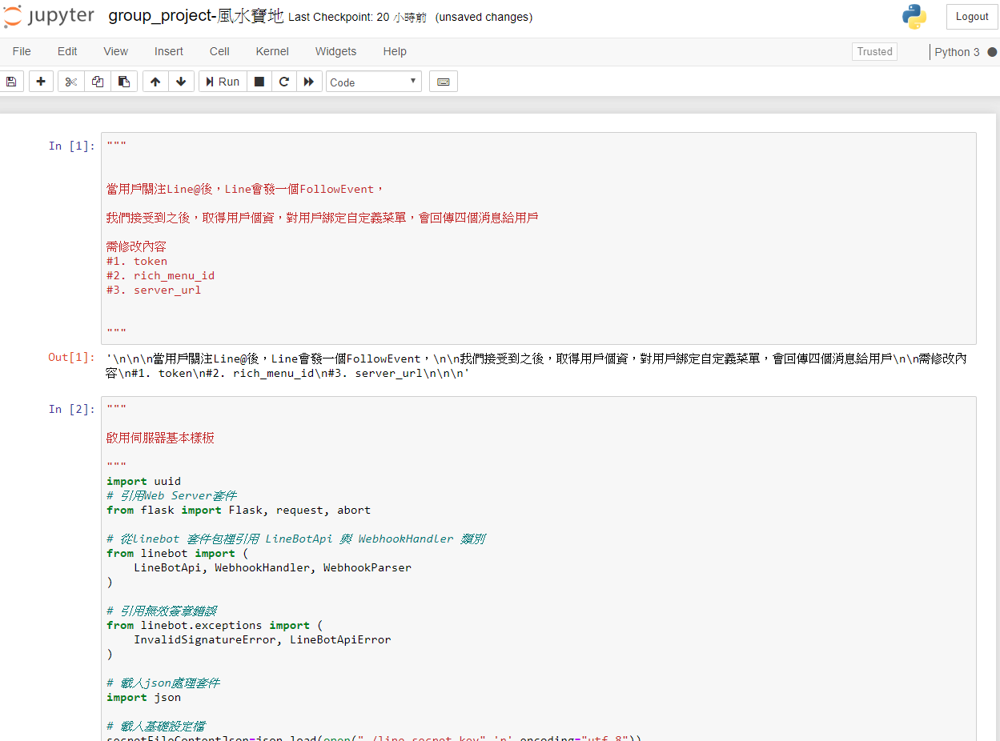 jupyter group_project-風水寶地 Last Checkpoint: 20 小時前 (unsaved changes) Logout
File Edit View Insert Cell Kernel Widgets Help Trusted Python 3
Run Code
In [1]: """
當用戶關注Line@後，Line會發一個FollowEvent，
我們接受到之後，取得用戶個資，對用戶綁定自定義菜單，會回傳四個消息給用戶
需修改內容
#1. token
#2. rich_menu_id
#3. server_url
"""
Out[1]: '\n\n\n當用戶關注Line@後，Line會發一個FollowEvent，\n\n我們接受到之後，取得用戶個資，對用戶綁定自定義菜單，會回傳四個消息給用戶\n\n需修改內
容\n#1. token\n#2. rich_menu_id\n#3. server_url\n\n\n'
In [2]: """
啟用伺服器基本樣板
"""
import uuid
# 引用Web Server套件
from flask import Flask, request, abort
# 從linebot 套件包裡引用 LineBotApi 與 WebhookHandler 類別
from linebot import (
LineBotApi, WebhookHandler, WebhookParser
)
# 引用無效簽章錯誤
from linebot.exceptions import (
InvalidSignatureError, LineBotApiError
)
# 載入json處理套件
import json
# 載入基礎設定檔